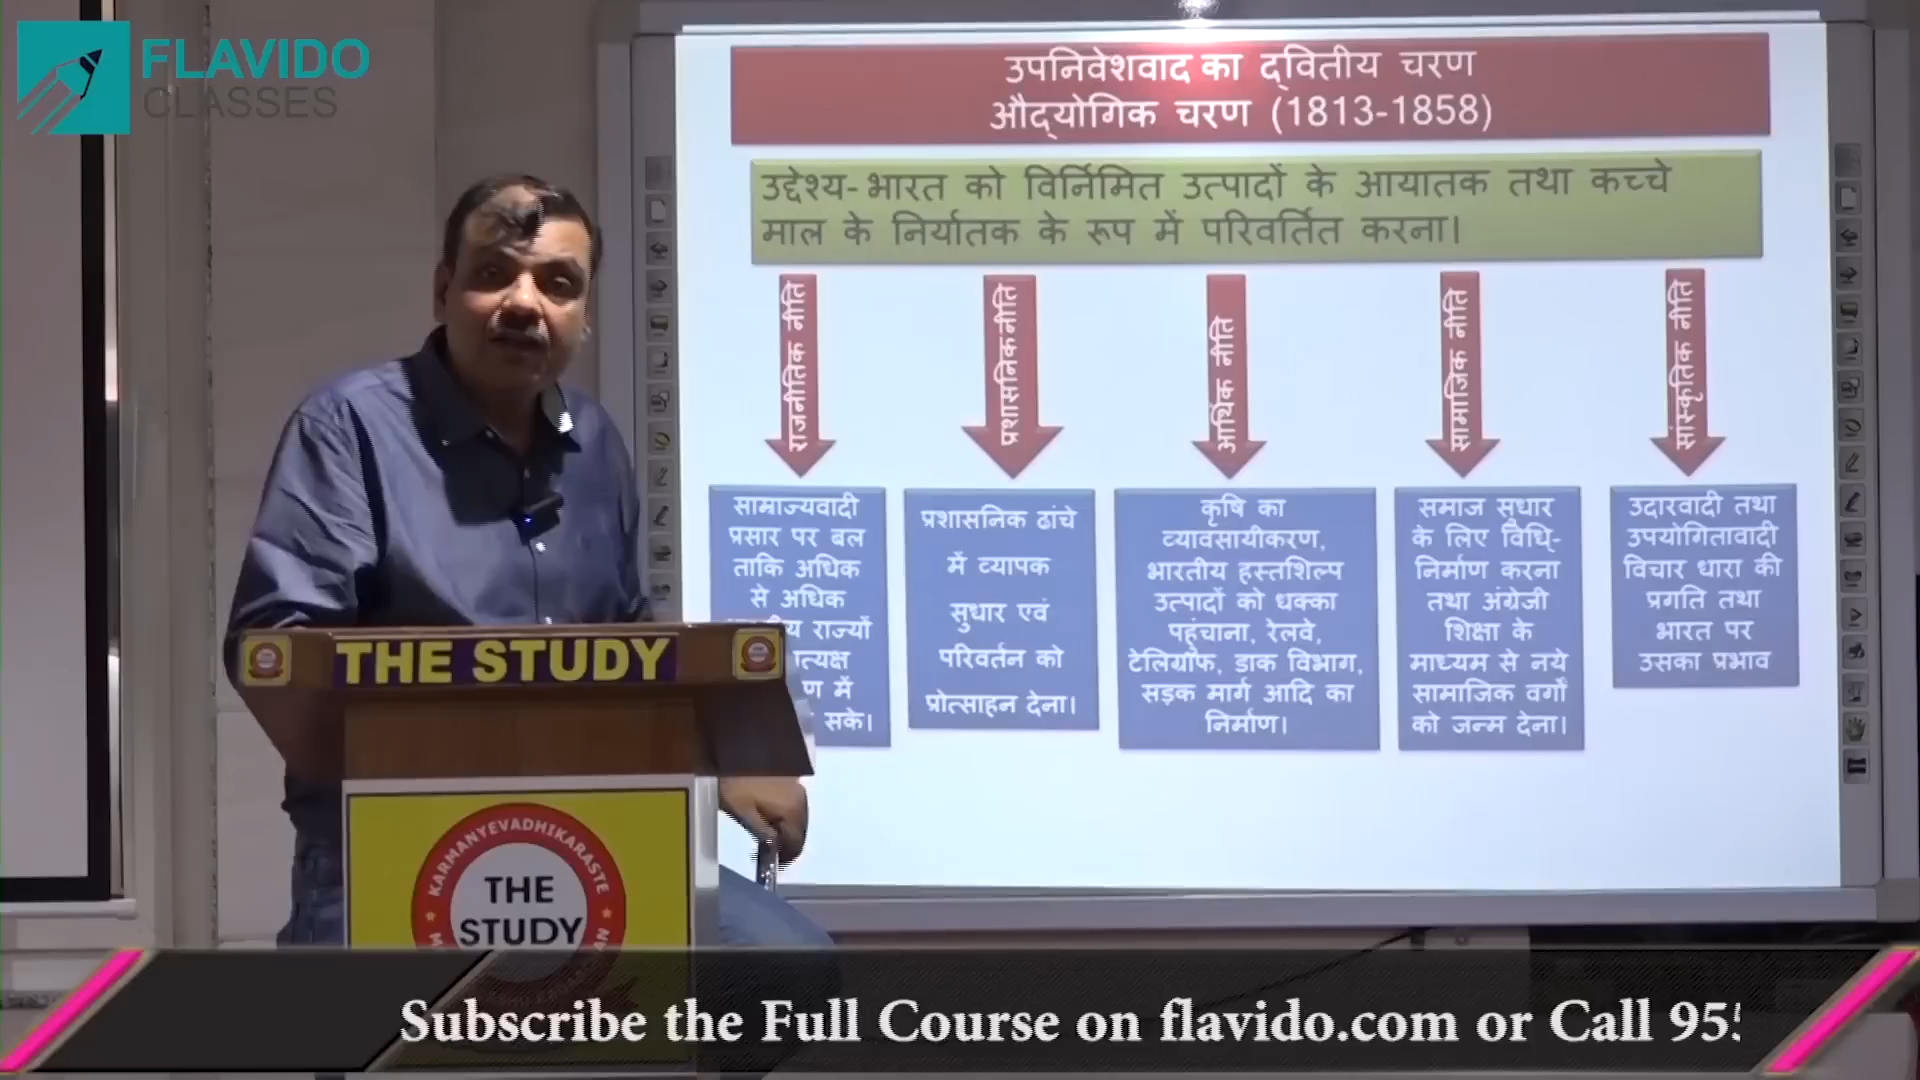 FLAVIDO
CLASSES
उपनिवेशवाद का द्वितीय चरण
औद्योगिक चरण (1813-1858)
उद्देश्य-भारत को विर्निमित उत्पादों के आयातक तथा कच्चे
माल के निर्यातक के रूप में परिवर्तित करना।
राजनीतिक नीति
प्रशासनिकनीति
आर्थिक नीति
सामाजिक नीति
सांस्कृतिक नीति
साम्राज्यवादी
प्रसार पर बल
ताकि अधिक
से अधिक
राज्यों
में
सके।
प्रशासनिक ढांचे
में व्यापक
सुधार एवं
परिवर्तन को
प्रोत्साहन देना।
कृषि का
व्यावसायीकरण,
भारतीय हस्तशिल्प
उत्पादों को धक्का
पहुंचाना, रेलवे,
टेलिग्राफ, डाक विभाग,
सड़क मार्ग आदि का
निर्माण।
समाज सुधार
के लिए विधि-
निर्माण करना
तथा अंग्रेजी
शिक्षा के
माध्यम से नये
सामाजिक वर्गों
को जन्म देना।
उदारवादी तथा
उपयोगितावादी
विचार धारा की
प्रगति तथा
भारत पर
उसका प्रभाव
THE STUDY
KARMANYEVADHIKARASTE
THE
STUDY
Subscribe the Full Course on flavido.com or Call 95